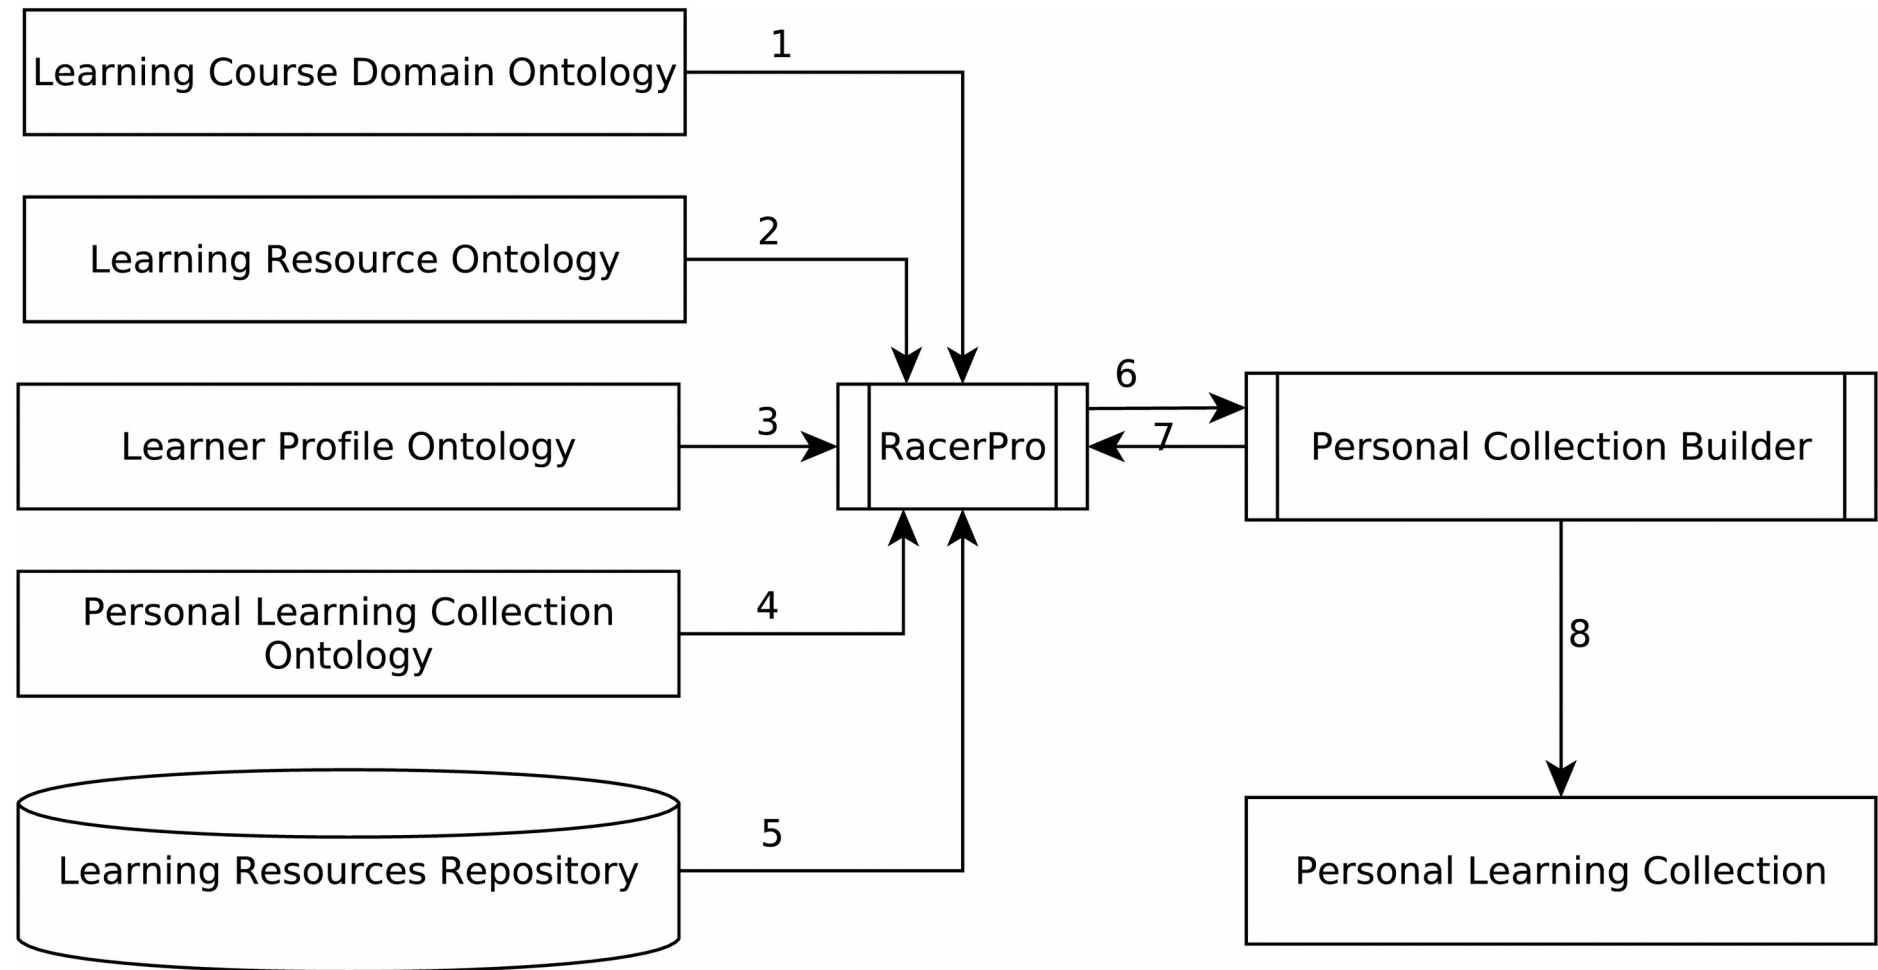 Learning Course Domain Ontology
1
Learning Resource Ontology
2
Learner Profile Ontology
3
RacerPro
6
7
Personal Collection Builder
Personal Learning Collection
Ontology
4
8
Learning Resources Repository
5
Personal Learning Collection